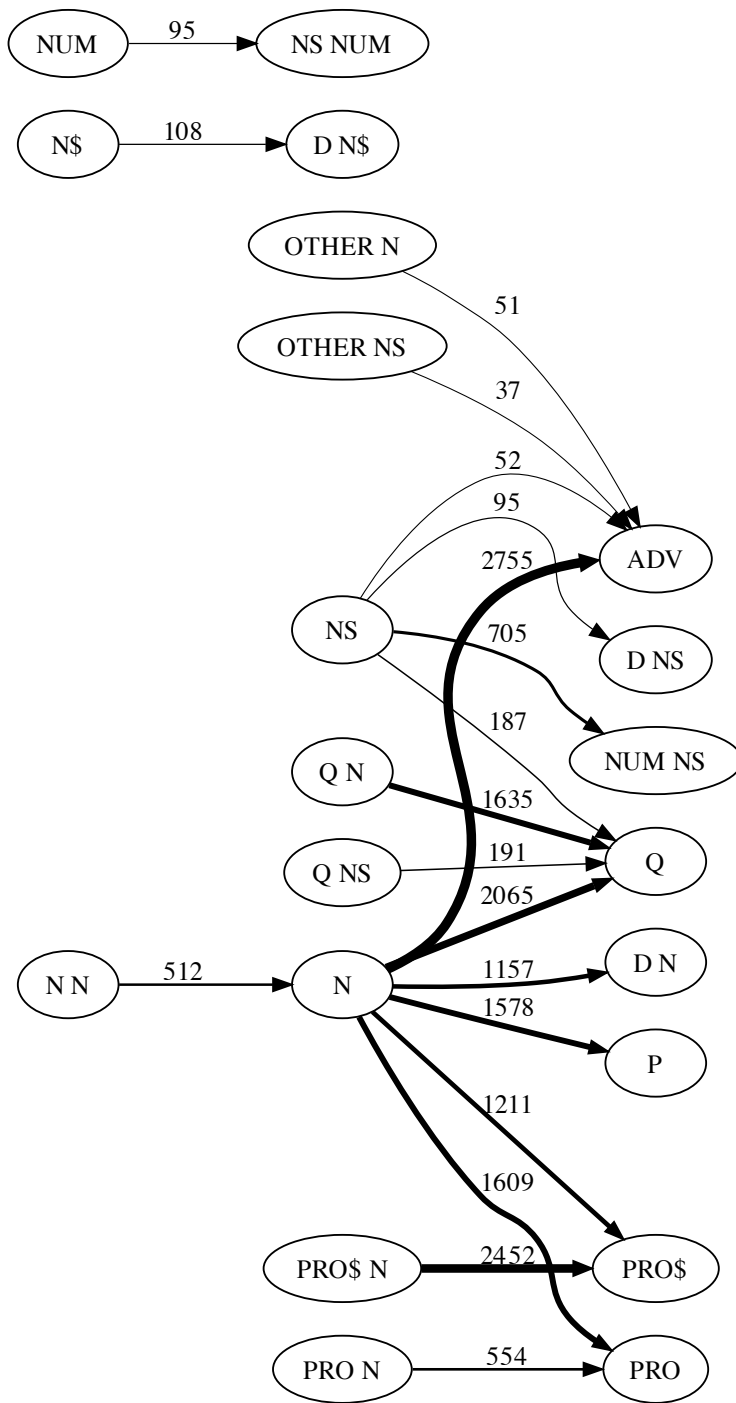 NUM 95 NS NUM
N$ 108 D N$
OTHER N
51
OTHER NS
37
52
95
2755 ADV
NS
705 D NS
187
NUM NS
Q N
1635
Q NS 191 Q
2065
N N 512 N 1157 D N
1578
P
1211
1609
PRO$ N 2452 PRO$
PRO N 554 PRO